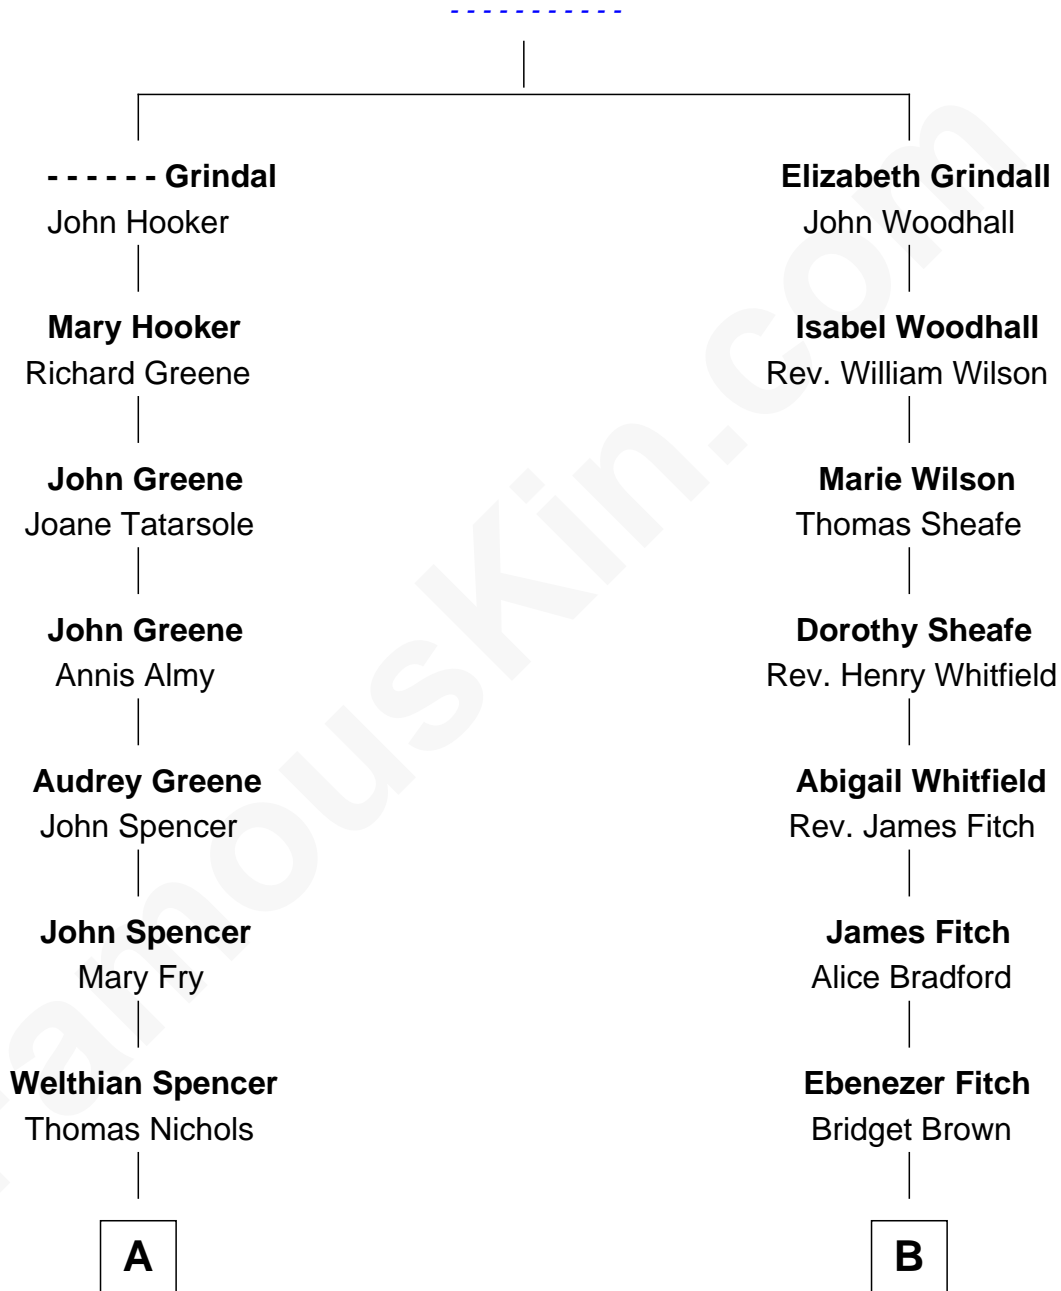 - - - - - - - - - - -
- - - - - - Grindal
John Hooker
Mary Hooker
Richard Greene
John Greene
Joane Tatarsole
John Greene
Annis Almy
Audrey Greene
John Spencer
John Spencer
Mary Fry
Welthian Spencer
Thomas Nichols
A
Elizabeth Grindall
John Woodhall
Isabel Woodhall
Rev. William Wilson
Marie Wilson
Thomas Sheafe
Dorothy Sheafe
Rev. Henry Whitfield
Abigail Whitfield
Rev. James Fitch
James Fitch
Alice Bradford
Ebenezer Fitch
Bridget Brown
B
FamousKin.com